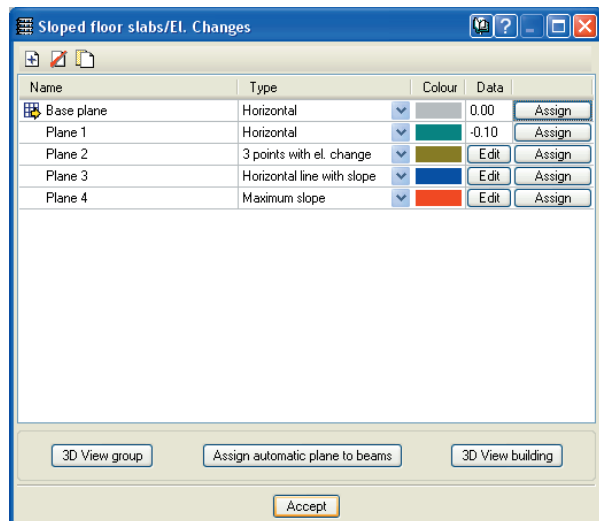 Sloped floor slabs/El. Changes
Name Type Colour Data
Base plane Horizontal 0.00 Assign
Plane 1 Horizontal -0.10 Assign
Plane 2 3 points with el. change Edit Assign
Plane 3 Horizontal line with slope Edit Assign
Plane 4 Maximum slope Edit Assign
3D View group Assign automatic plane to beams 3D View building
Accept